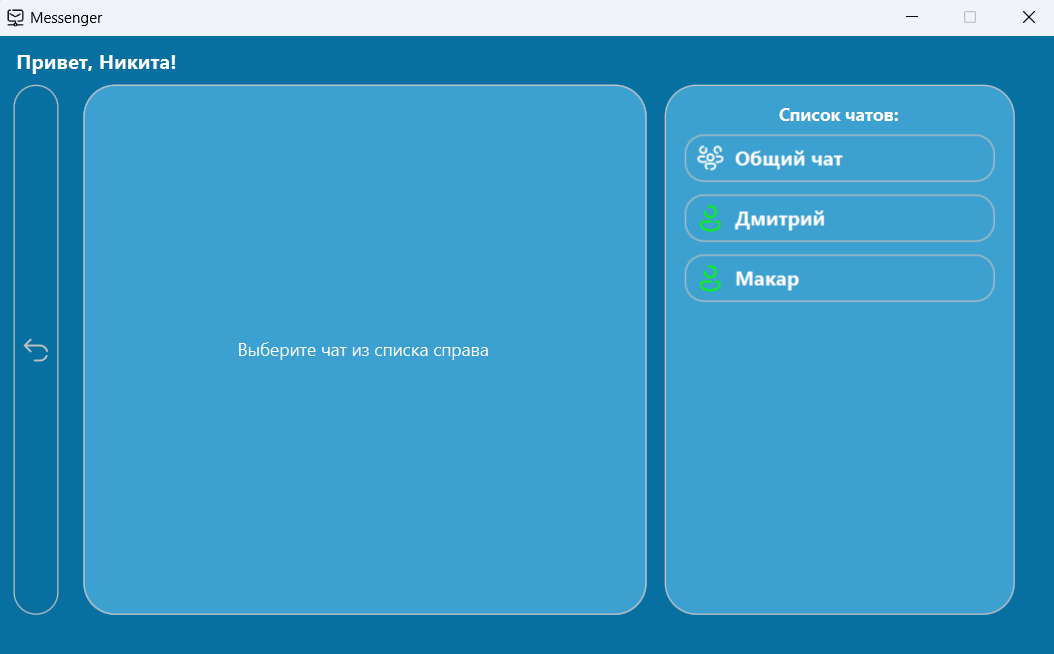 Messenger
Привет, Никита!
Выберите чат из списка справа
Список чатов:
Общий чат
Дмитрий
Макар